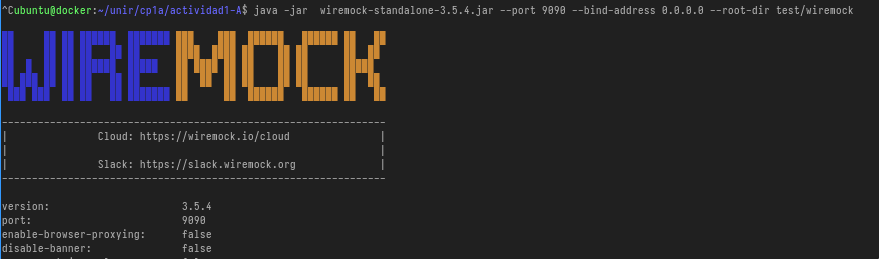 ^Cubuntu@docker:~/unir/cp1a/actividad1-A$ java -jar  wiremock-standalone-3.5.4.jar --port 9090 --bind-address 0.0.0.0 --root-dir test/wiremock
WIREMOCK
----------------------------------------------------------------
|               Cloud: https://wiremock.io/cloud               |
|                                                              |
|               Slack: https://slack.wiremock.org              |
----------------------------------------------------------------
version:                      3.5.4
port:                         9090
enable-browser-proxying:      false
disable-banner:               false